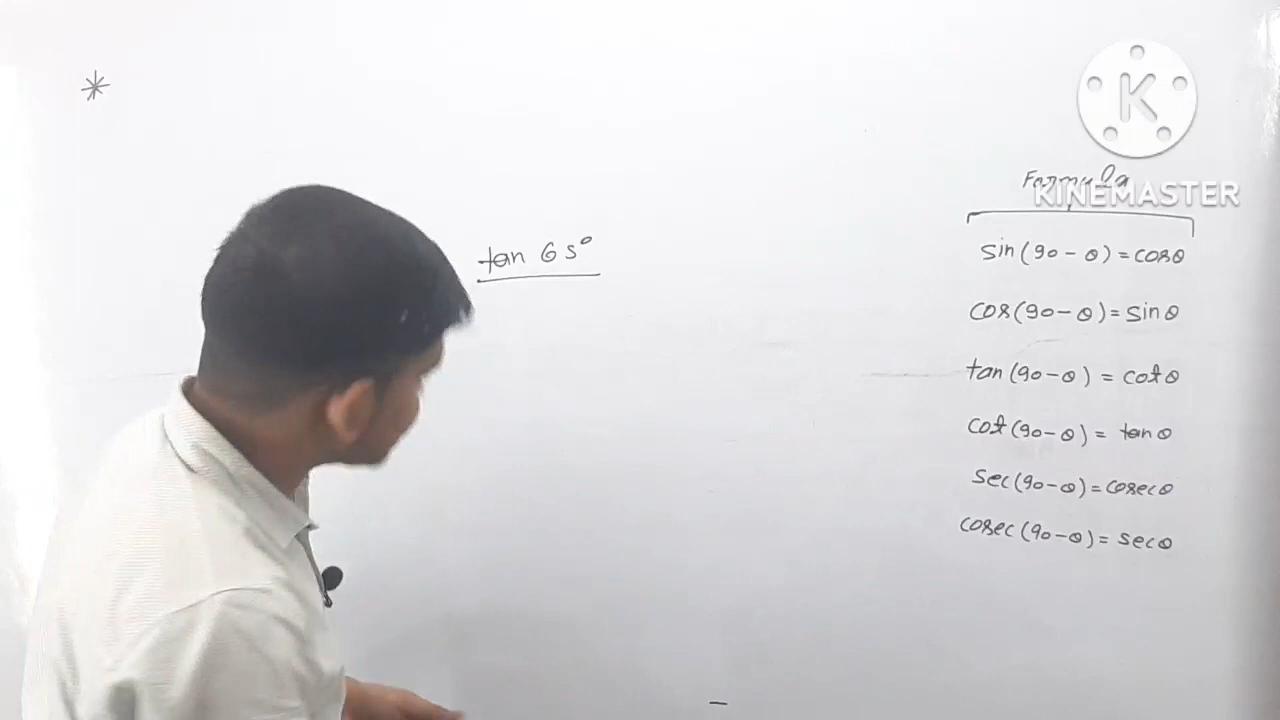 *
K
Formula
KINEMASTER
tan 65°
sin(90-θ)=cosθ
cos(90-θ)=sinθ
tan(90-θ)=cotθ
cot(90-θ)=tanθ
sec(90-θ)=cosecθ
cosec(90-θ)=secθ